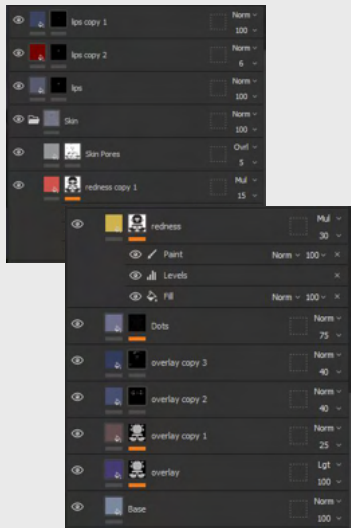 lips copy 1
Norm
100
lips copy 2
Norm
6
lips
Norm
100
Skin
Norm
100
Skin Pores
Ovrl
5
redness copy 1
Mul
15
redness
Mul
30
Paint Norm 100
Levels
Fill Norm 100
Dots
Norm
75
overlay copy 3
Norm
40
overlay copy 2
Norm
40
overlay copy 1
Norm
25
overlay
Lgt
100
Base
Norm
100